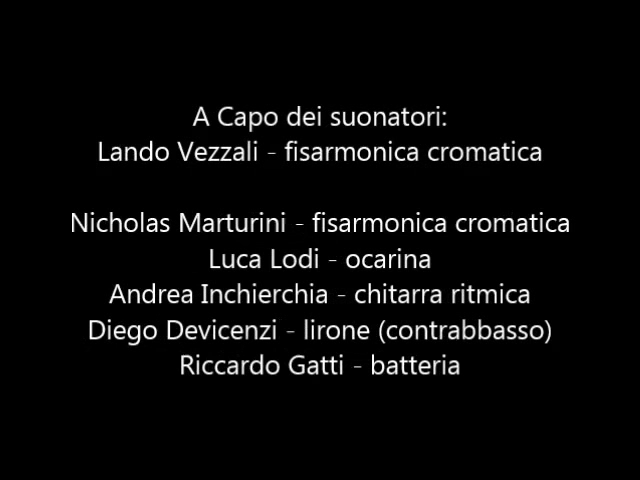 A Capo dei suonatori:
Lando Vezzali - fisarmonica cromatica
Nicholas Marturini - fisarmonica cromatica
Luca Lodi - ocarina
Andrea Inchierchia - chitarra ritmica
Diego Devicenzi - lirone (contrabbasso)
Riccardo Gatti - batteria